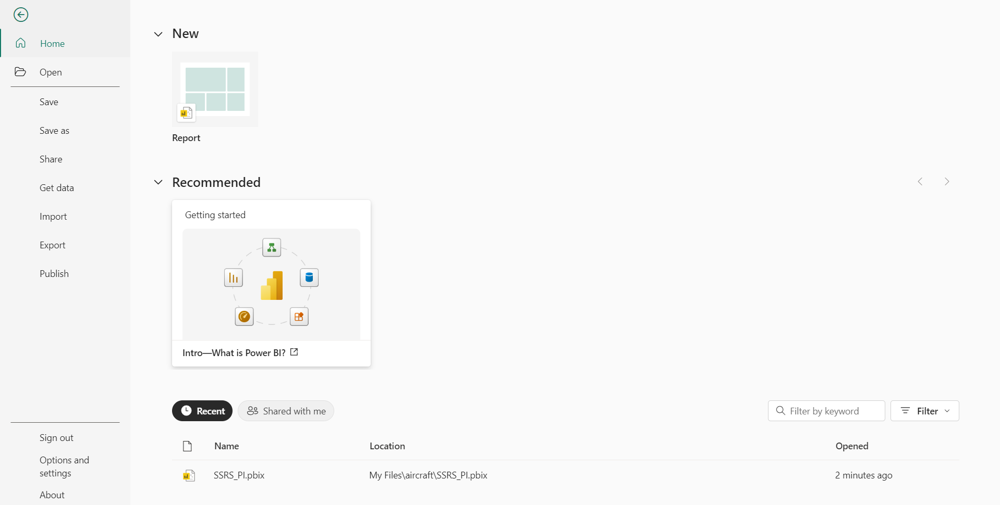 Home
Open
Save
Save as
Share
Get data
Import
Export
Publish
Sign out
Options and
settings
About
New
Report
Recommended
Getting started
Intro—What is Power BI?
Recent
Shared with me
Filter by keyword
Filter
Name Location Opened
SSRS_PI.pbix My Files\aircraft\SSRS_PI.pbix 2 minutes ago